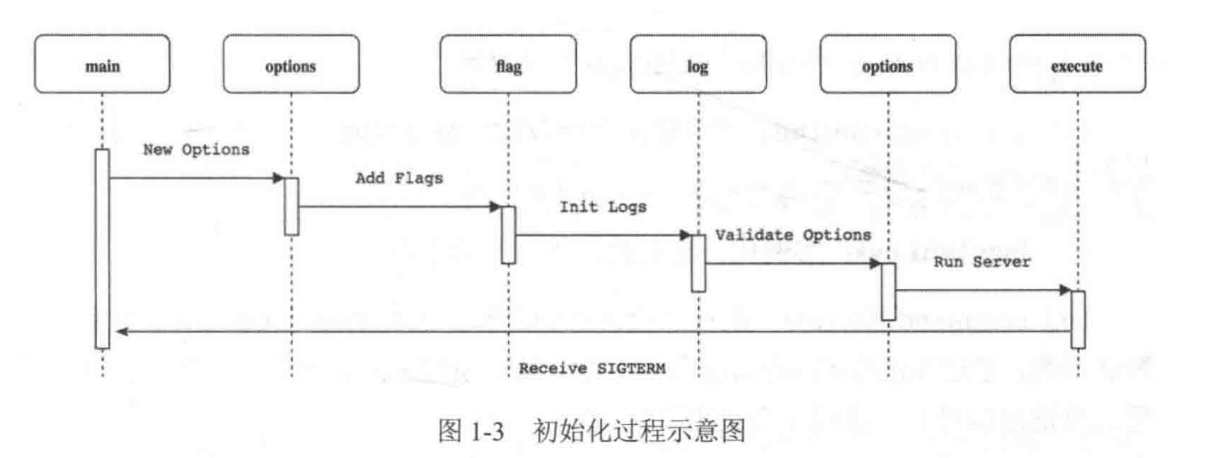 main
options
flag
log
options
execute
New Options
Add Flags
Init Logs
Validate Options
Run Server
Receive SIGTERM
图 1-3 初始化过程示意图